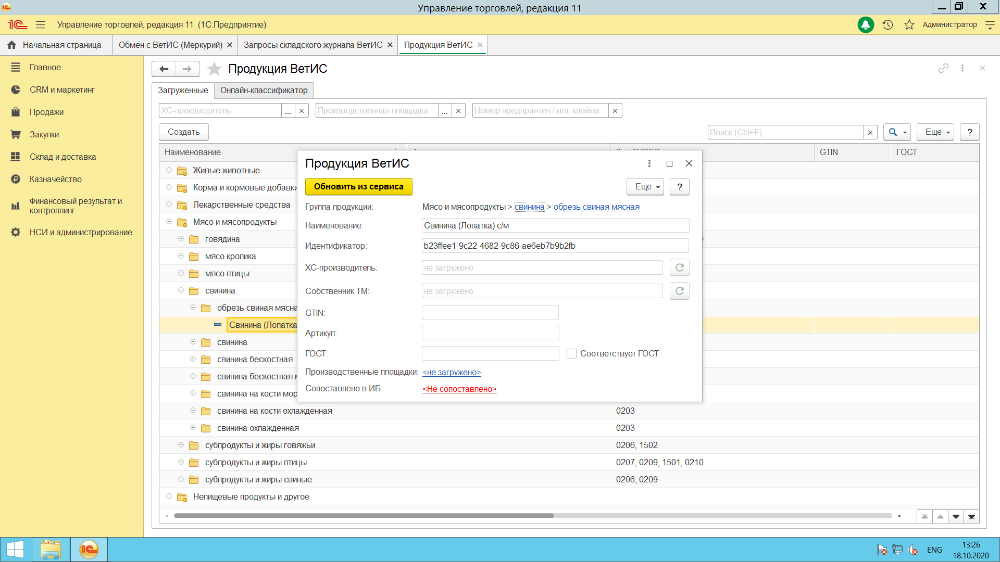 Управление торговлей, редакция 11
Управление торговлей, редакция 11 (1С:Предприятие)
Администратор
Начальная страница
Обмен с ВетИС (Меркурий)
Запросы складского журнала ВетИС
Продукция ВетИС
Главное
CRM и маркетинг
Продажи
Закупки
Склад и доставка
Казначейство
Финансовый результат и
контроллинг
НСИ и администрирование
Продукция ВетИС
Загруженные
Онлайн-классификатор
ХС-производитель
...
Производственная площадка
...
Номер предприятия / вет. клейма
Создать
Поиск (Ctrl+F)
Еще
?
Наименование
GTIN
ГОСТ
Живые животные
Корма и кормовые добавки
Лекарственные средства
Мясо и мясопродукты
говядина
мясо кролика
мясо птицы
свинина
обрезь свиная мясна
Свинина (Лопатка
свинина
свинина бескостная
свинина бескостная
свинина на кости мор
свинина на кости охлажденная
0203
свинина охлажденная
0203
субпродукты и жиры говяжьи
0206, 1502
субпродукты и жиры птицы
0207, 0209, 1501, 0210
субпродукты и жиры свиные
0206, 0209
Непищевые продукты и другое
Продукция ВетИС
Обновить из сервиса
Еще
?
Группа продукции:
Мясо и мясопродукты > свинина > обрезь свиная мясная
Наименование:
Свинина (Лопатка) с/м
Идентификатор:
b23ffee1-9c22-4682-9c86-ae6eb7b9b2fb
ХС-производитель:
не загружено
Собственник ТМ:
не загружено
GTIN:
Артикул:
ГОСТ:
Соответствует ГОСТ
Производственные площадки:
<не загружено>
Сопоставлено в ИБ:
<Не сопоставлено>
ENG
13:26
18.10.2020